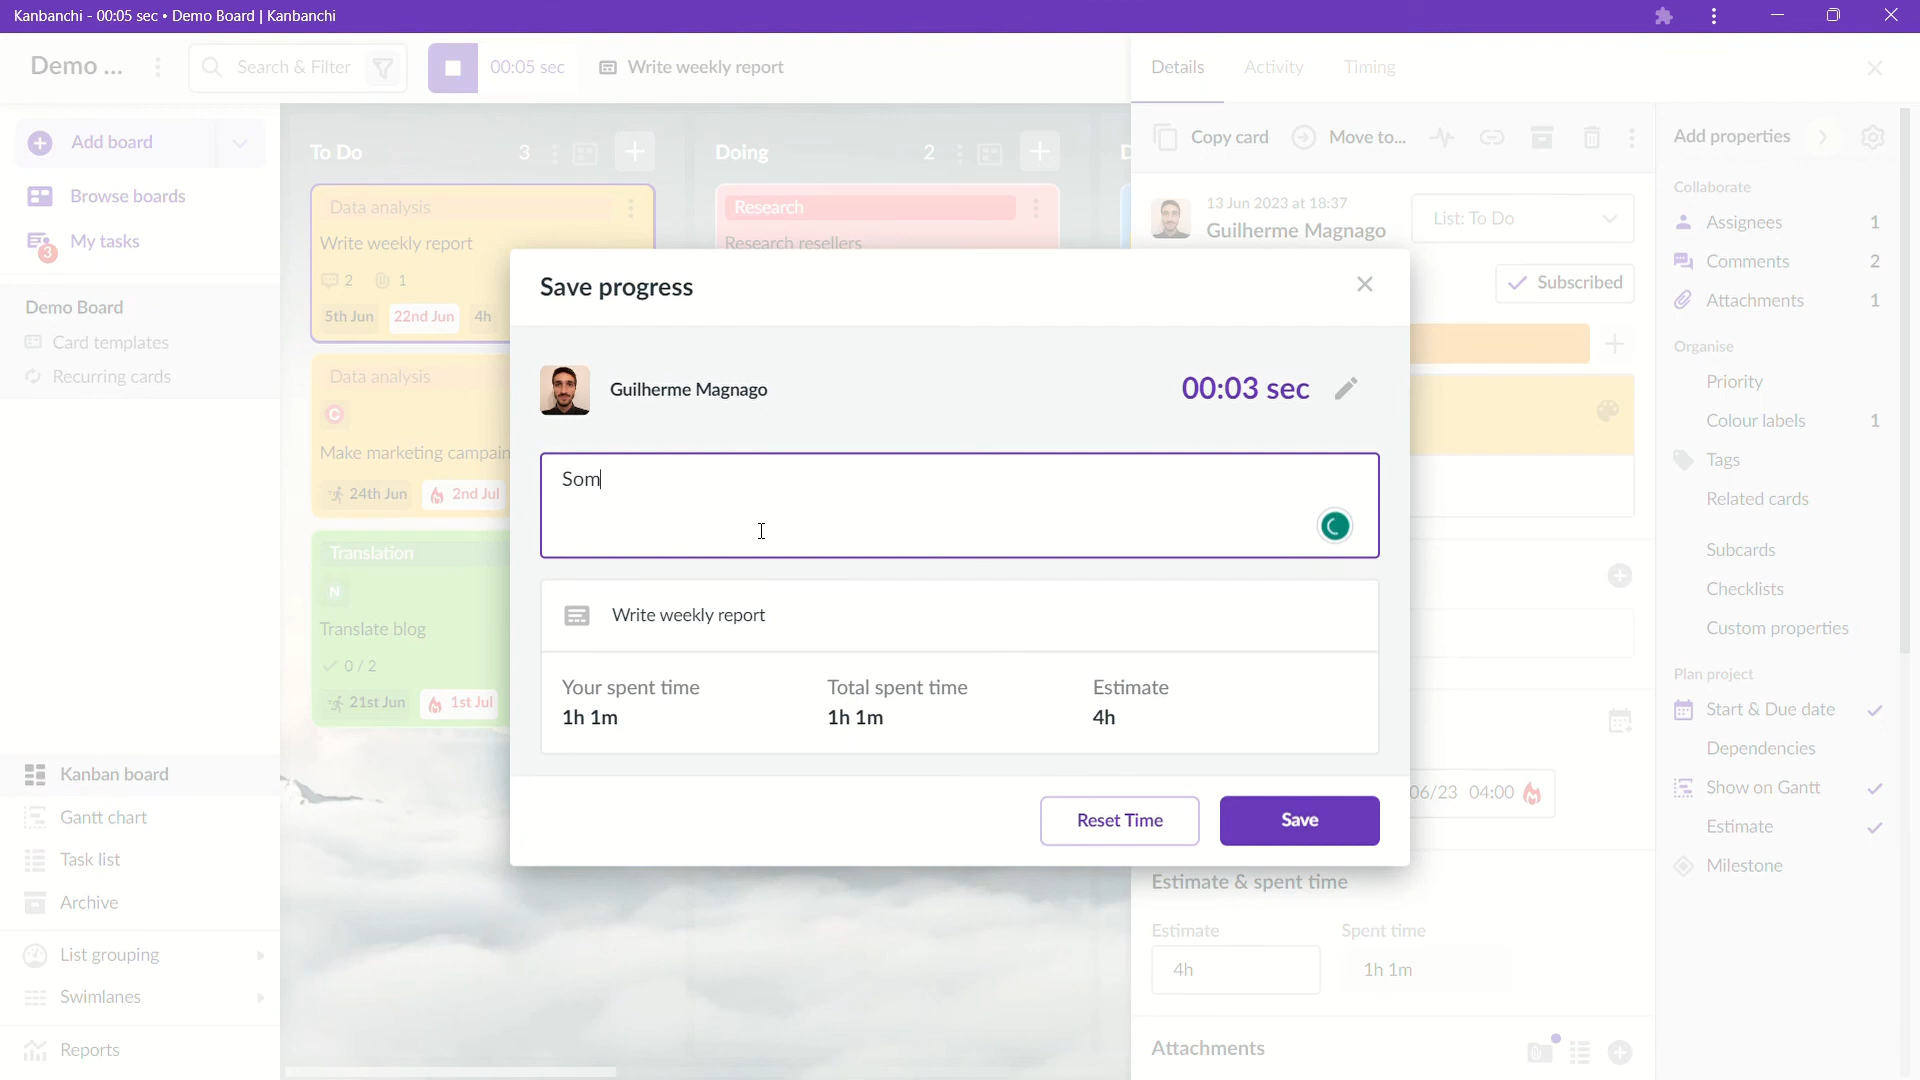 Kanbanchi - 00:05 sec • Demo Board | Kanbanchi
Demo ...
Search & Filter
00:05 sec
Write weekly report
Details
Activity
Timing
Add board
Browse boards
My tasks
3
Demo Board
Card templates
Recurring cards
Kanban board
Gantt chart
Task list
Archive
List grouping
Swimlanes
Reports
To Do
3
Data analysis
Write weekly report
2
1
5th Jun
22nd Jun
4h
Data analysis
C
Make marketing campain
24th Jun
2nd Jul
Translation
N
Translate blog
0 / 2
21st Jun
1st Jul
Doing
2
Research
Research resellers
Save progress
Guilherme Magnago
00:03 sec
Som
Write weekly report
Your spent time
1h 1m
Total spent time
1h 1m
Estimate
4h
Reset Time
Save
Copy card
Move to...
13 Jun 2023 at 18:37
Guilherme Magnago
List: To Do
Subscribed
06/23 04:00
Estimate & spent time
Estimate
Spent time
4h
1h 1m
Attachments
Add properties
Collaborate
Assignees 1
Comments 2
Attachments 1
Organise
Priority
Colour labels 1
Tags
Related cards
Subcards
Checklists
Custom properties
Plan project
Start & Due date
Dependencies
Show on Gantt
Estimate
Milestone